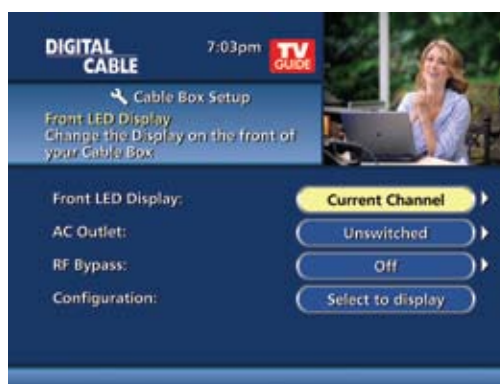 DIGITAL
CABLE
7:03pm
TV
GUIDE
Cable Box Setup
Front LED Display
Change the Display on the front of
your Cable Box
Front LED Display: Current Channel
AC Outlet: Unswitched
RF Bypass: Off
Configuration: Select to display